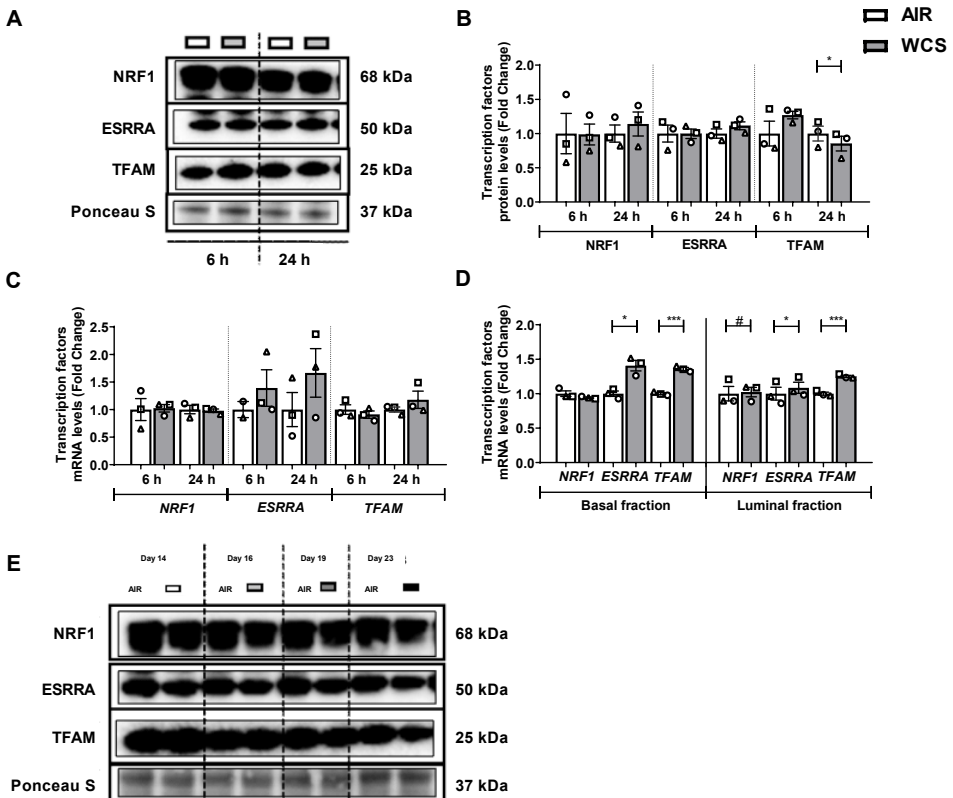 A
NRF1 68 kDa
ESRRA 50 kDa
TFAM 25 kDa
Ponceau S 37 kDa
6 h 24 h
B
AIR
WCS
Transcription factors
protein levels (Fold Change)
2.0
1.5
1.0
0.5
0.0
*
6 h 24 h 6 h 24 h 6 h 24 h
NRF1 ESRRA TFAM
C
Transcription factors
mRNA levels (Fold Change)
2.5
2.0
1.5
1.0
0.5
0.0
6 h 24 h 6 h 24 h 6 h 24 h
NRF1 ESRRA TFAM
D
Transcription factors
mRNA levels (Fold Change)
2.0
1.5
1.0
0.5
0.0
* *** # * ***
NRF1 ESRRA TFAM NRF1 ESRRA TFAM
Basal fraction Luminal fraction
E
Day 14 Day 16 Day 19 Day 23
AIR AIR AIR AIR
NRF1 68 kDa
ESRRA 50 kDa
TFAM 25 kDa
Ponceau S 37 kDa